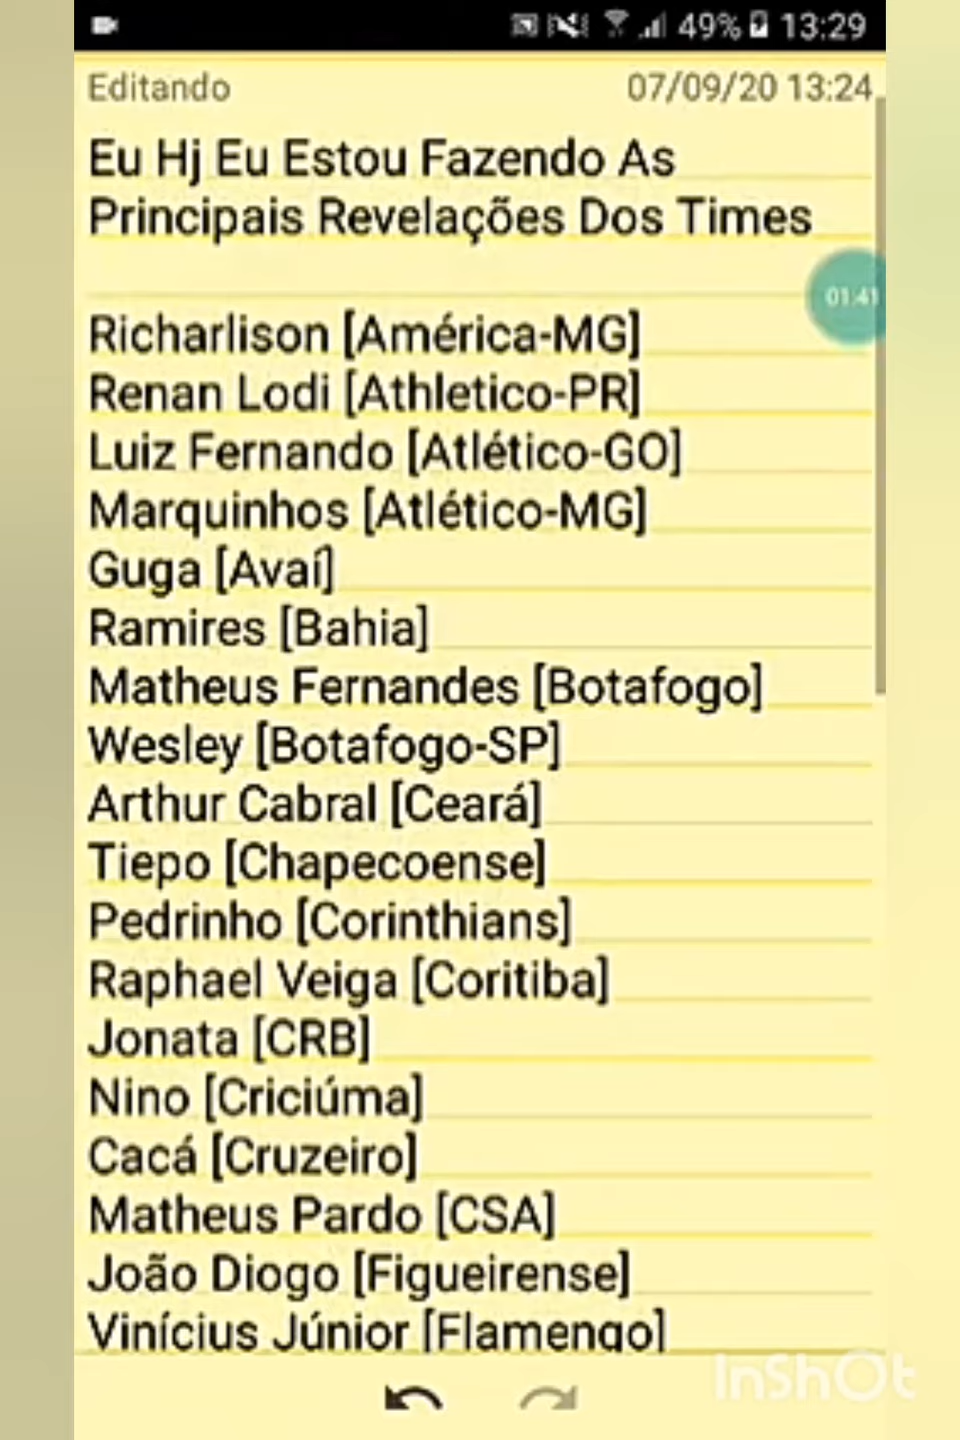 49% 13:29
Editando 07/09/20 13:24
Eu Hj Eu Estou Fazendo As
Principais Revelações Dos Times
01:41
Richarlison [América-MG]
Renan Lodi [Athletico-PR]
Luiz Fernando [Atlético-GO]
Marquinhos [Atlético-MG]
Guga [Avaí]
Ramires [Bahia]
Matheus Fernandes [Botafogo]
Wesley [Botafogo-SP]
Arthur Cabral [Ceará]
Tiepo [Chapecoense]
Pedrinho [Corinthians]
Raphael Veiga [Coritiba]
Jonata [CRB]
Nino [Criciúma]
Cacá [Cruzeiro]
Matheus Pardo [CSA]
João Diogo [Figueirense]
Vinícius Júnior [Flamengo]
InShOt